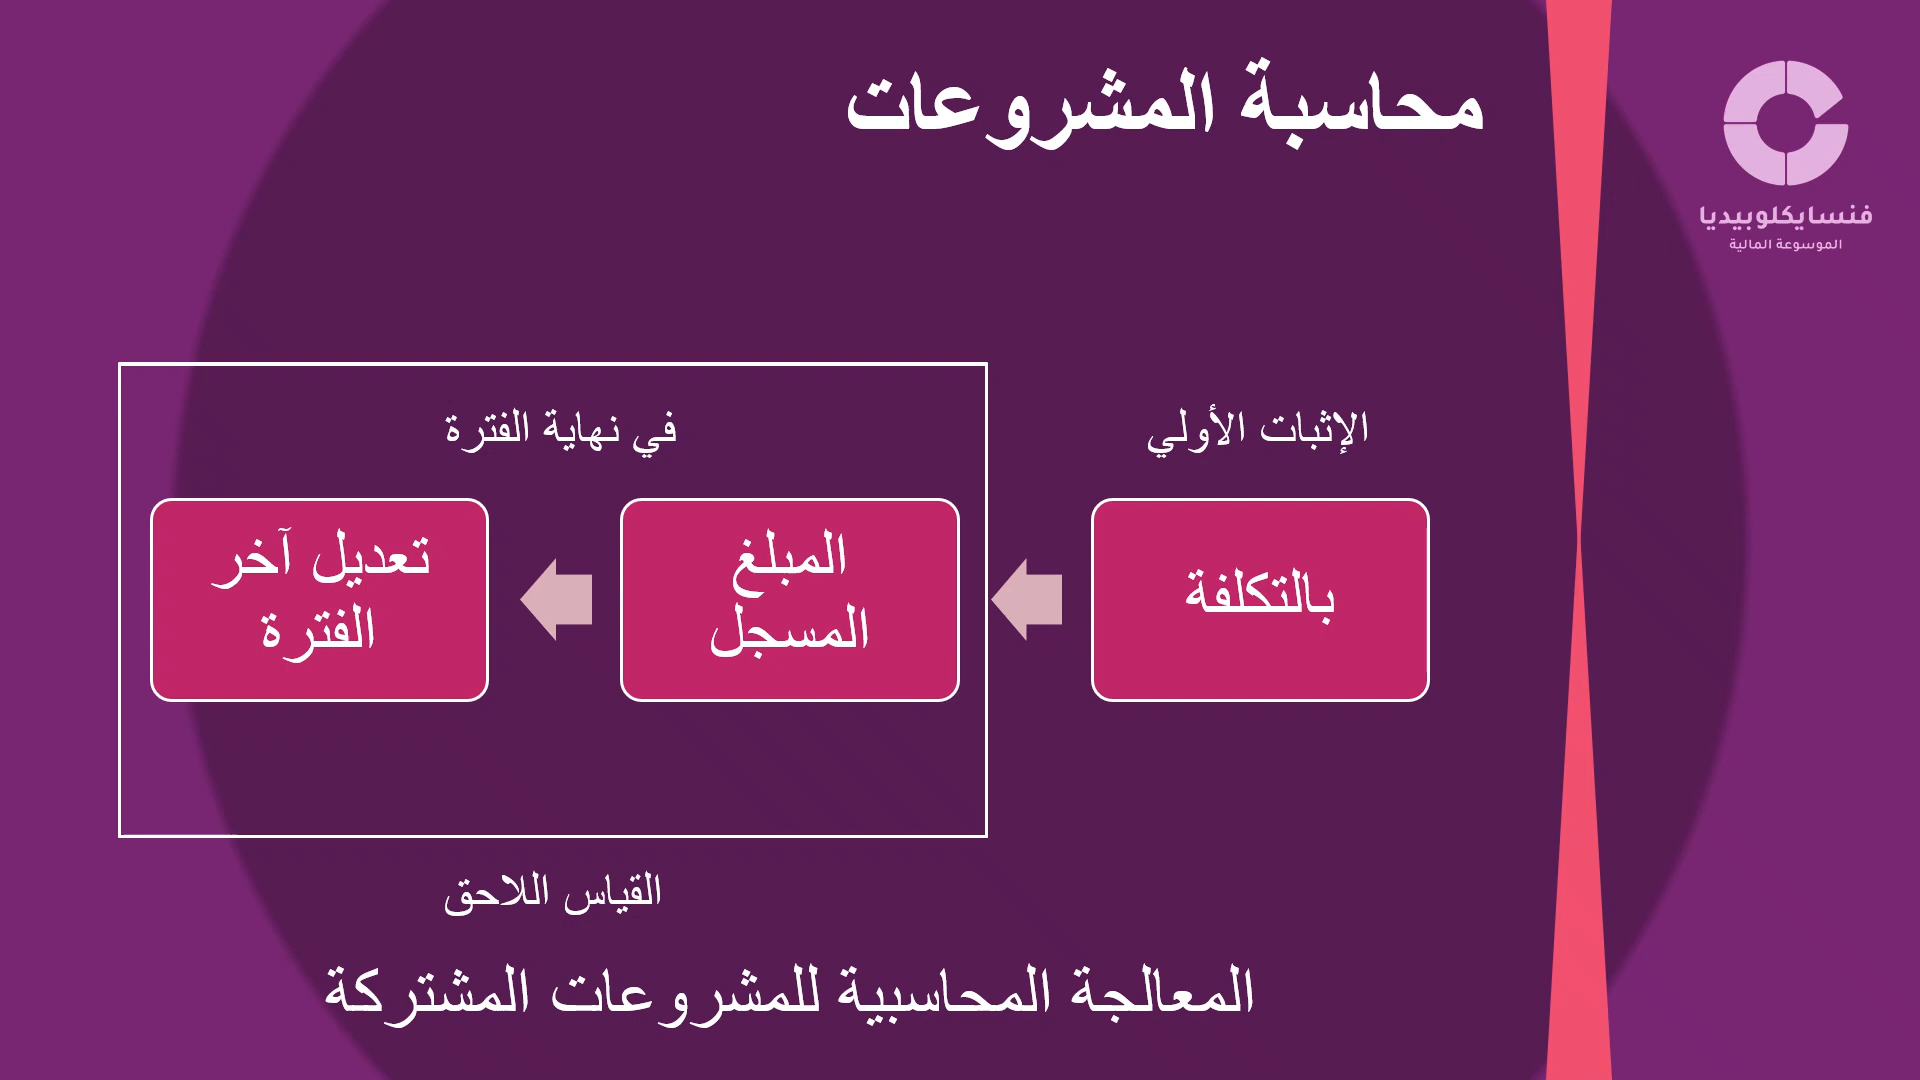 محاسبة المشروعات
فنسايكلوبيديا
الموسوعة المالية
الإثبات الأولي
في نهاية الفترة
بالتكلفة
المبلغ
المسجل
تعديل آخر
الفترة
القياس اللاحق
المعالجة المحاسبية للمشروعات المشتركة